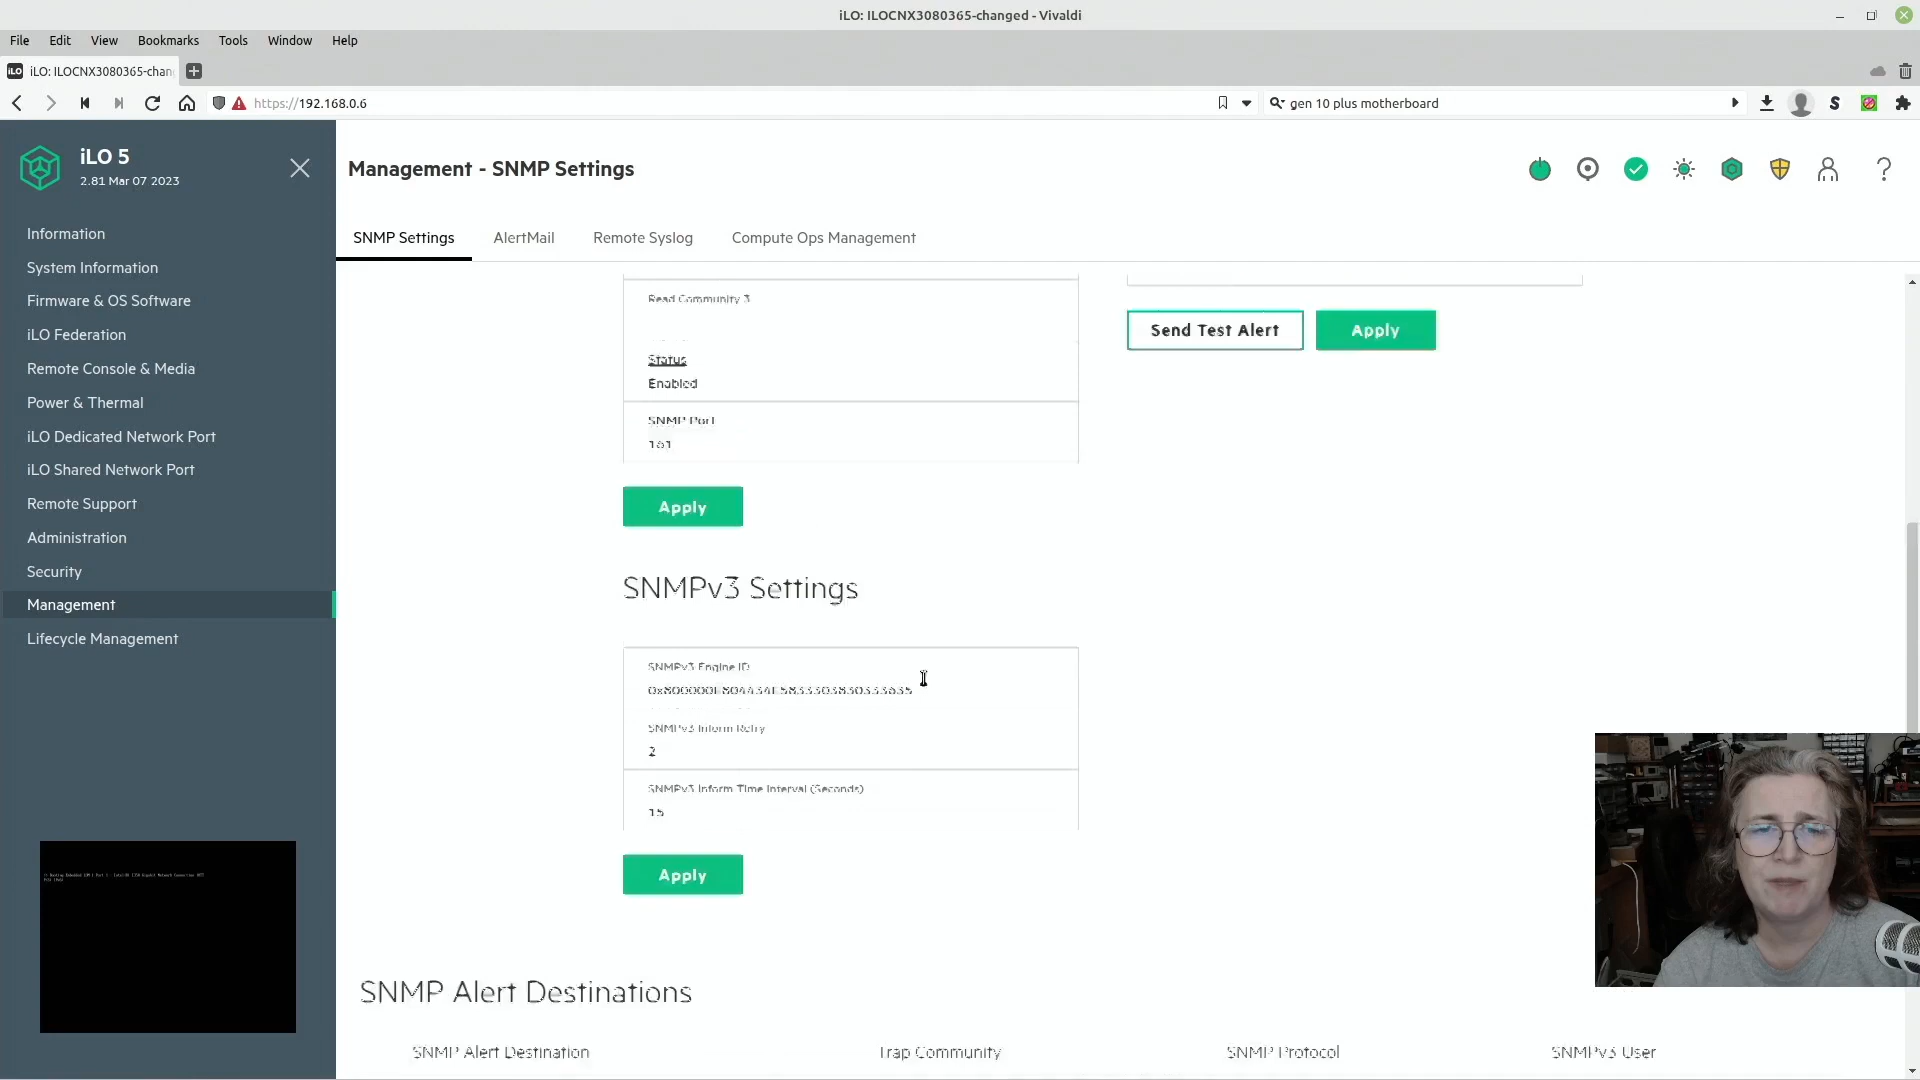 iLO: ILOCNX3080365-changed - Vivaldi
File Edit View Bookmarks Tools Window Help
iLO iLO: ILOCNX3080365-chan
https://192.168.0.6
gen 10 plus motherboard
iLO 5
2.81 Mar 07 2023
Information
System Information
Firmware & OS Software
iLO Federation
Remote Console & Media
Power & Thermal
iLO Dedicated Network Port
iLO Shared Network Port
Remote Support
Administration
Security
Management
Lifecycle Management
Management - SNMP Settings
SNMP Settings AlertMail Remote Syslog Compute Ops Management
Read Community 3
Status
Enabled
SNMP Port
161
Apply
Send Test Alert Apply
SNMPv3 Settings
SNMPv3 Engine ID
SNMPv3 Inform Retry
2
SNMPv3 Inform Time Interval (Seconds)
15
Apply
SNMP Alert Destinations
SNMP Alert Destination Trap Community SNMP Protocol SNMPv3 User